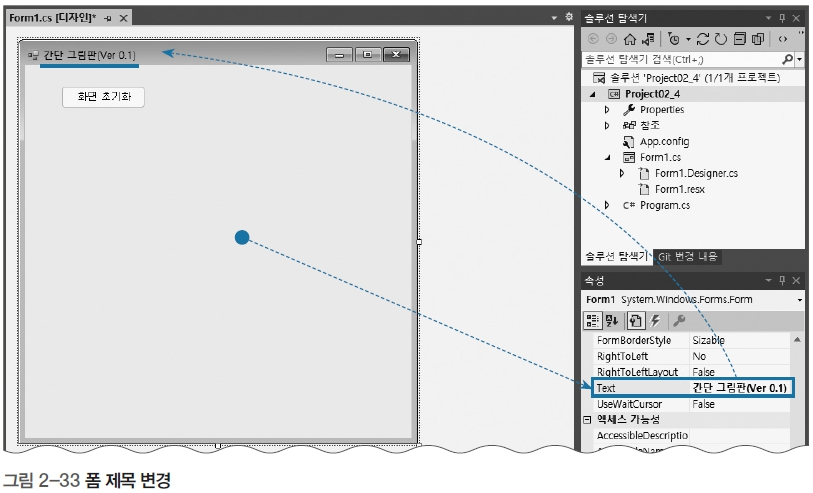 Form1.cs [디자인]*
간단 그림판(Ver 0.1)
화면 초기화
솔루션 탐색기
솔루션 탐색기 검색(Ctrl+;)
솔루션 'Project02_4' (1/1개 프로젝트)
Project02_4
Properties
참조
App.config
Form1.cs
Form1.Designer.cs
Form1.resx
C# Program.cs
솔루션 탐색기 Git 변경 내용
속성
Form1 System.Windows.Forms.Form
FormBorderStyle Sizable
RightToLeft No
RightToLeftLayout False
Text 간단 그림판(Ver 0.1)
UseWaitCursor False
액세스 가능성
AccessibleDescriptio
그림 2-33 폼 제목 변경